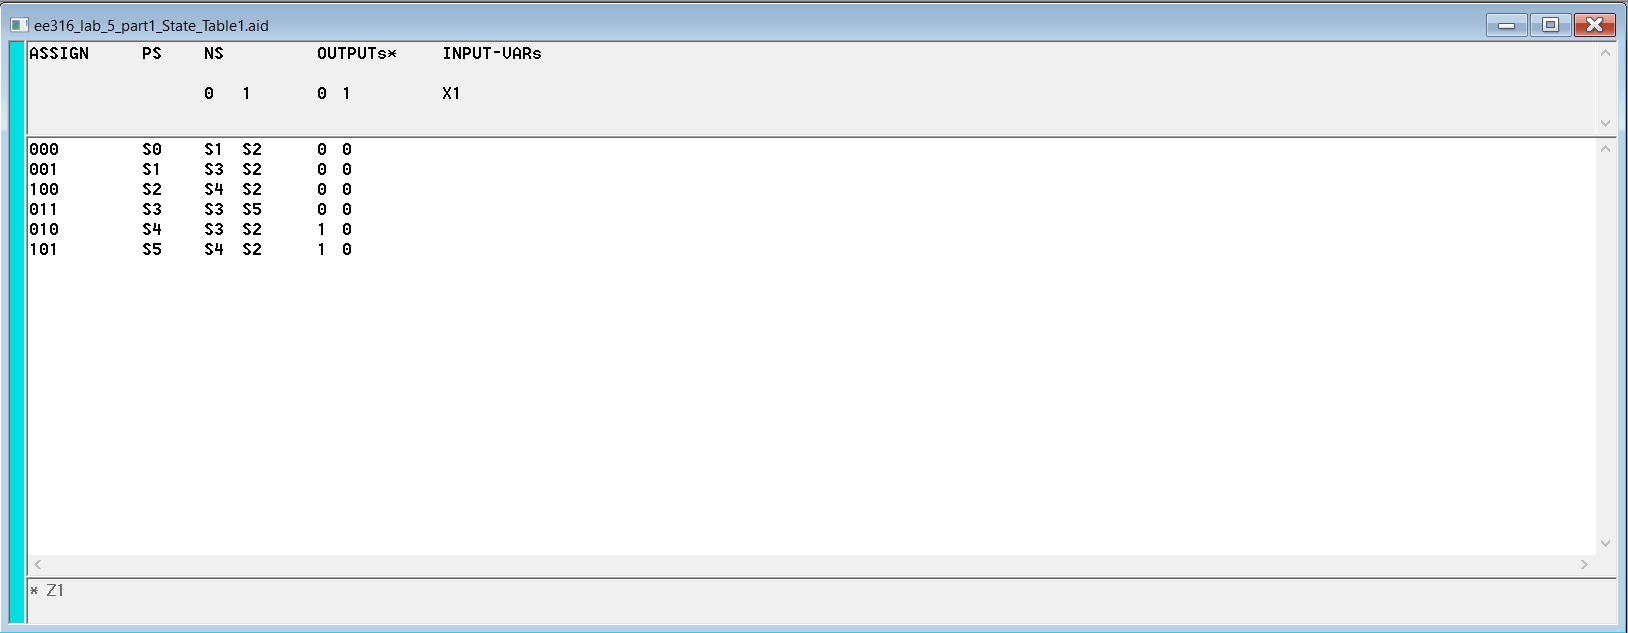 ee316_lab_5_part1_State_Table1.aid
ASSIGN PS NS OUTPUTs* INPUT-VARs
0 1 0 1 X1
000 S0 S1 S2 0 0
001 S1 S3 S2 0 0
100 S2 S4 S2 0 0
011 S3 S3 S5 0 0
010 S4 S3 S2 1 0
101 S5 S4 S2 1 0
* Z1